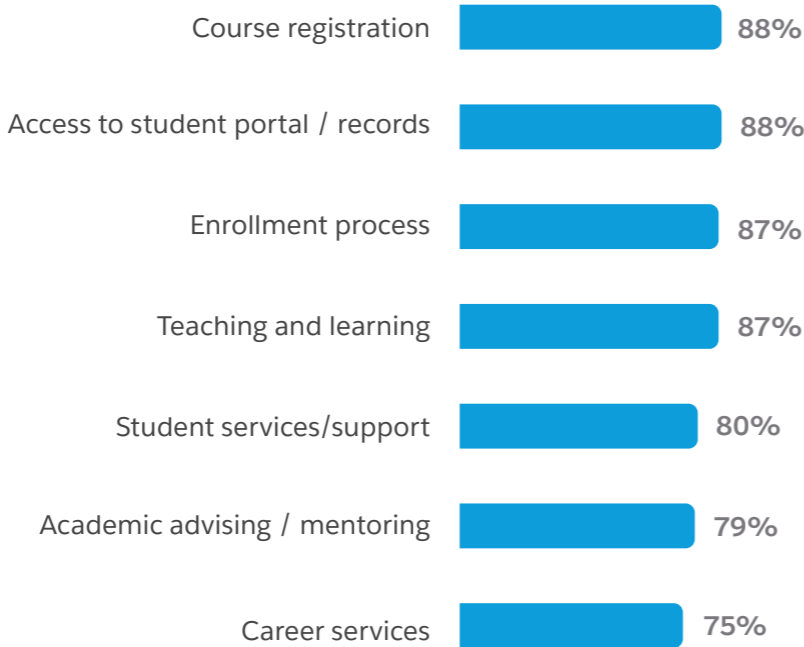 Course registration 88%
Access to student portal / records 88%
Enrollment process 87%
Teaching and learning 87%
Student services/support 80%
Academic advising / mentoring 79%
Career services 75%